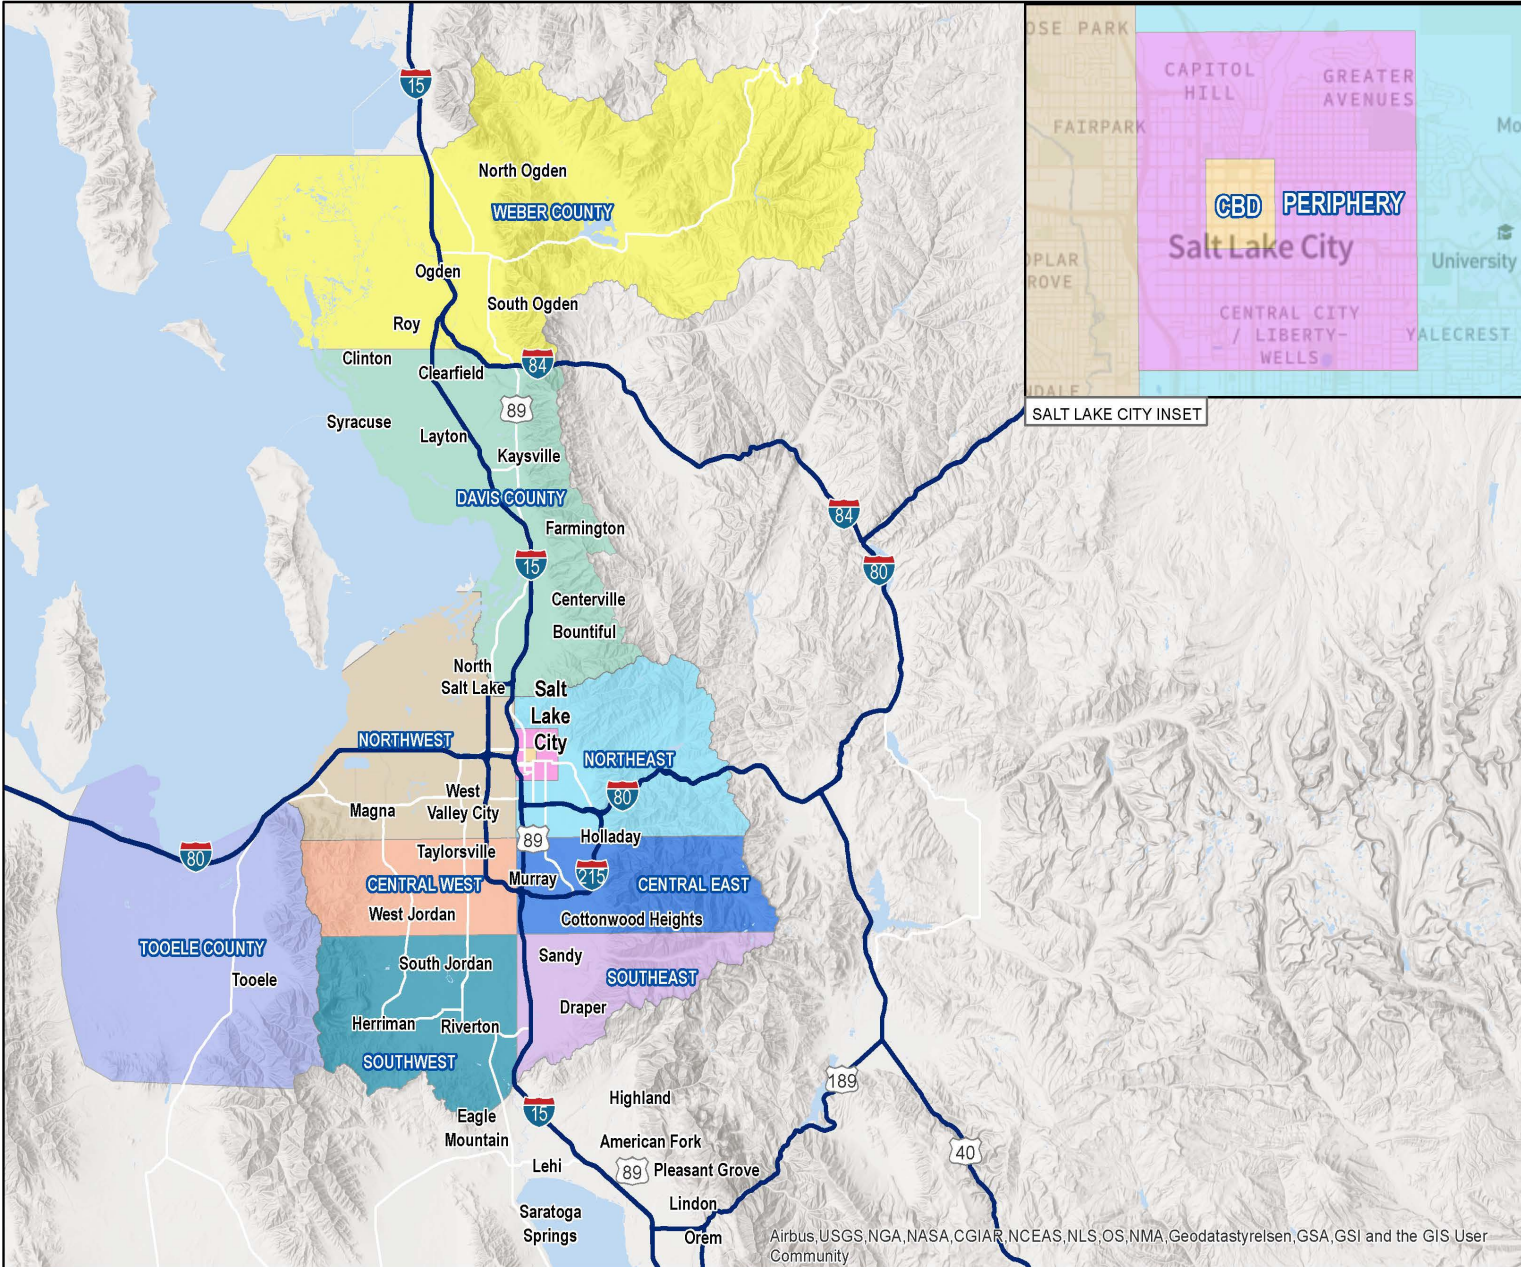 15
North Ogden
WEBER COUNTY
Ogden
South Ogden
Roy
Clinton
Clearfield
84
89
Syracuse
Layton
Kaysville
DAVIS COUNTY
Farmington
15
84
80
Centerville
Bountiful
North
Salt Lake
Salt
Lake
City
NORTHWEST
NORTHEAST
80
West
Valley City
Magna
89
Holladay
80
Taylorsville
CENTRAL WEST
Murray
215
CENTRAL EAST
West Jordan
Cottonwood Heights
TOOELE COUNTY
Tooele
South Jordan
Sandy
SOUTHEAST
Draper
Herriman
Riverton
SOUTHWEST
15
Highland
189
Eagle
Mountain
American Fork
40
Lehi
89
Pleasant Grove
Lindon
Saratoga
Springs
Orem
OSE PARK
CAPITOL
HILL
GREATER
AVENUES
FAIRPARK
Mo
CBD
PERIPHERY
Salt Lake City
OPLAR
ROVE
University
CENTRAL CITY
/ LIBERTY-
WELLS
YALECREST
NDALE
SALT LAKE CITY INSET
Airbus,USGS,NGA,NASA,CGIAR,NCEAS,NLS,OS,NMA,Geodatastyrelsen,GSA,GSI and the GIS User
Community